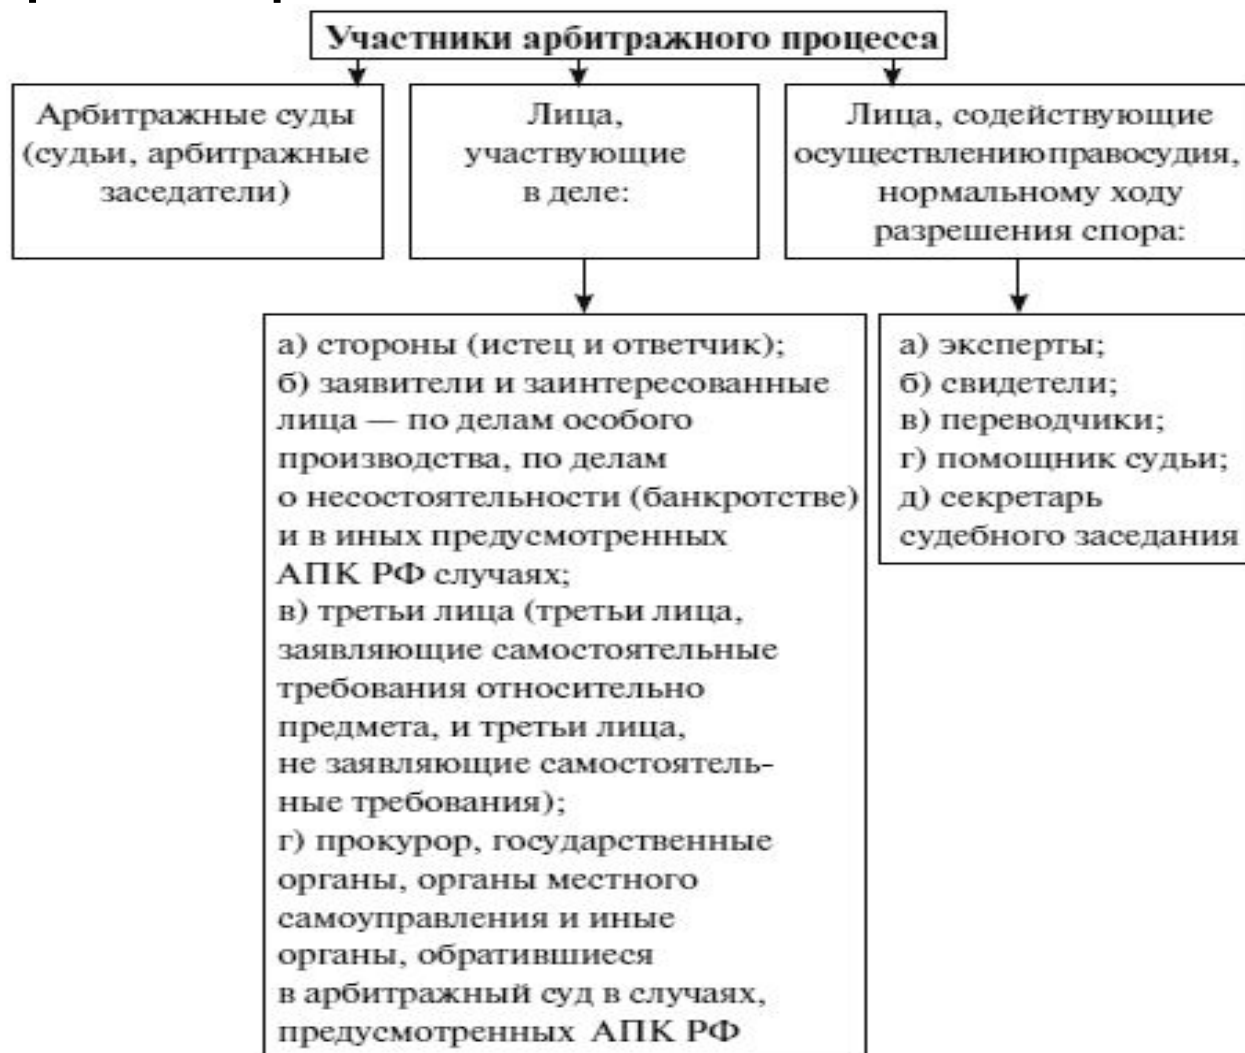 Участники арбитражного процесса
Арбитражные суды
(судьи, арбитражные
заседатели)
Лица,
участвующие
в деле:
Лица, содействующие
осуществлению правосудия,
нормальному ходу
разрешения спора:
а) стороны (истец и ответчик);
б) заявители и заинтересованные
лица — по делам особого
производства, по делам
о несостоятельности (банкротстве)
и в иных предусмотренных
АПК РФ случаях;
в) третьи лица (третьи лица,
заявляющие самостоятельные
требования относительно
предмета, и третьи лица,
не заявляющие самостоятель-
ные требования);
г) прокурор, государственные
органы, органы местного
самоуправления и иные
органы, обратившиеся
в арбитражный суд в случаях,
предусмотренных АПК РФ
а) эксперты;
б) свидетели;
в) переводчики;
г) помощник судьи;
д) секретарь
судебного заседания